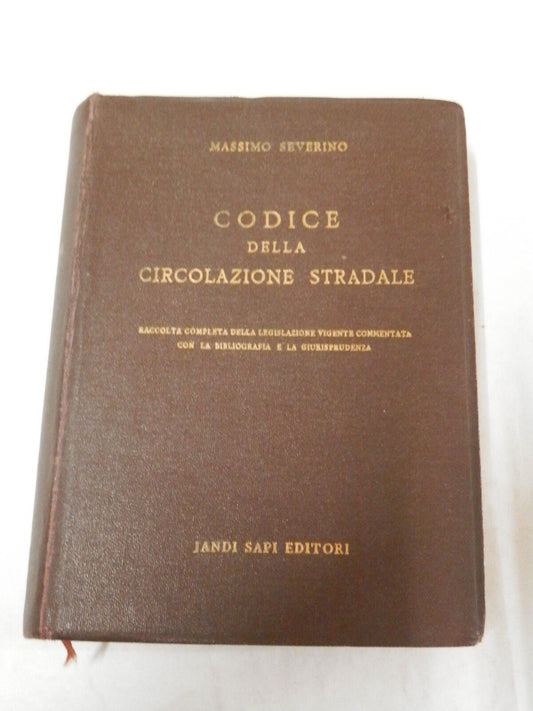 MASSIMO SEVERINO
CODICE
DELLA
CIRCOLAZIONE STRADALE
RACCOLTA COMPLETA DELLA LEGISLAZIONE VIGENTE COMMENTATA
CON LA BIBLIOGRAFIA E LA GIURISPRUDENZA
JANDI SAPI EDITORI